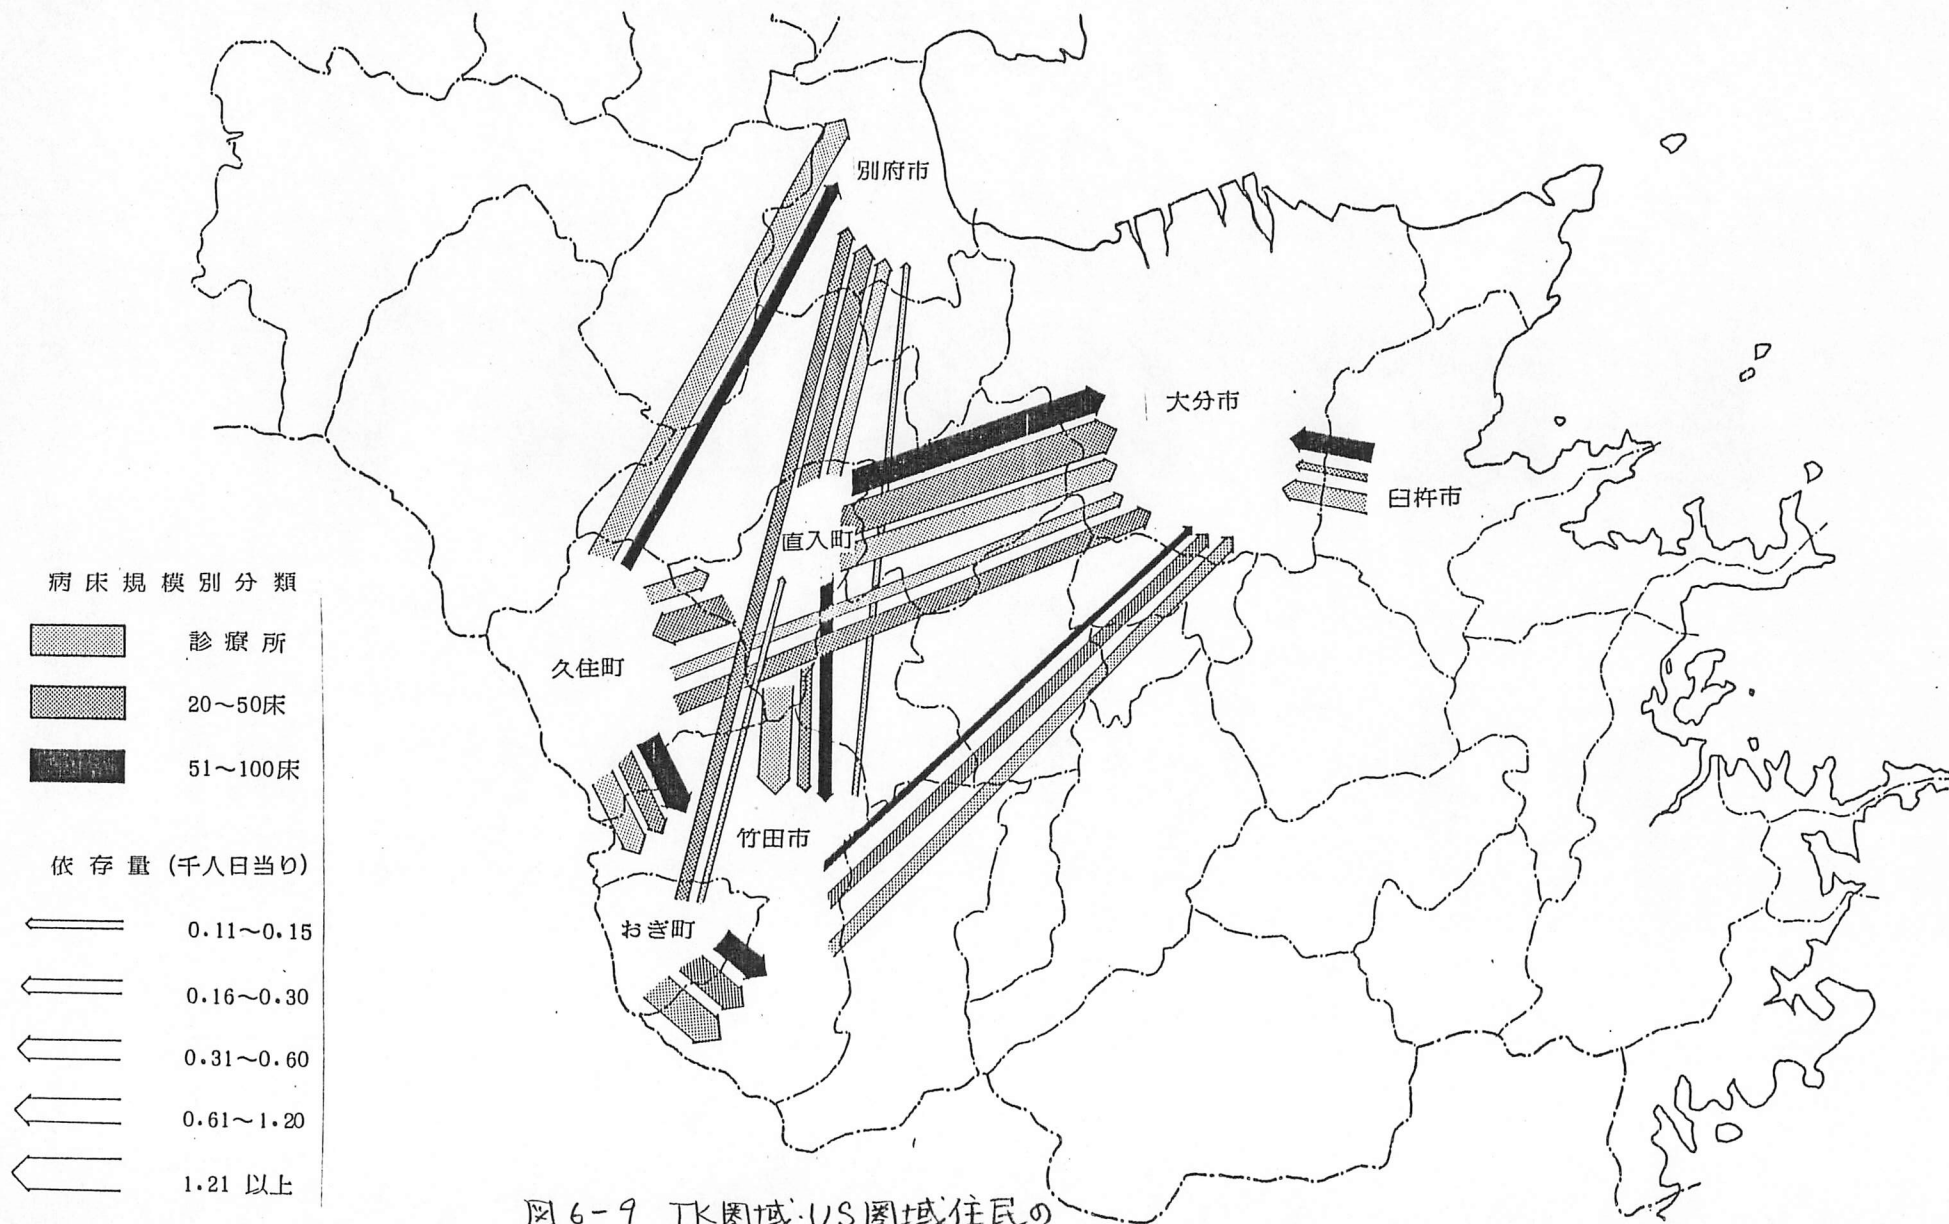 別府市
大分市
臼杵市
直入町
久住町
竹田市
おぎ町
病床規模別分類
診療所
20～50床
51～100床
依存量(千人日当り)
0.11～0.15
0.16～0.30
0.31～0.60
0.61～1.20
1.21 以上
図6-9 TK圏域・US圏域住民の